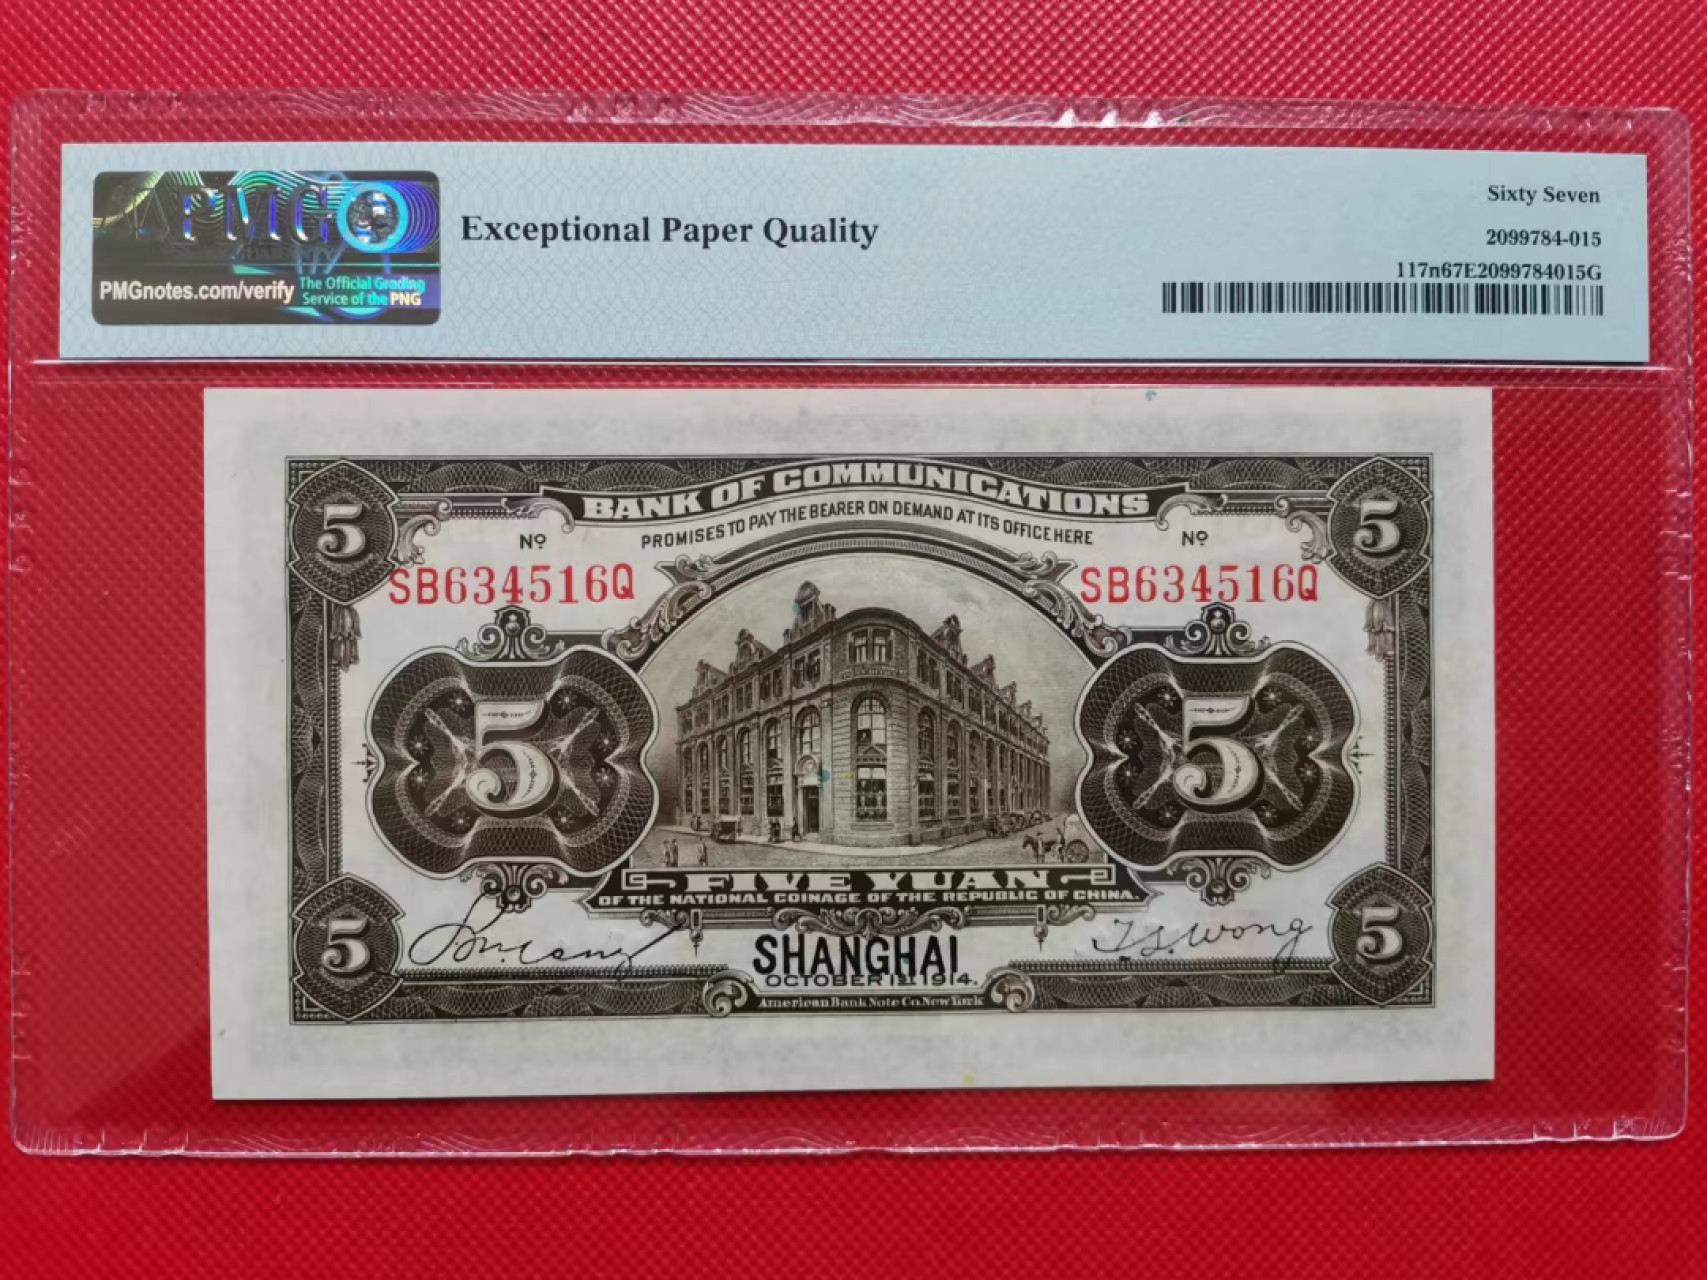 Sixty Seven
PMG
Exceptional Paper Quality
2099784-015
117n67E2099784015G
PMGnotes.com/verify
The Official Grading
Service of the PNG
BANK OF COMMUNICATIONS
PROMISES TO PAY THE BEARER ON DEMAND AT ITS OFFICE HERE
5 5
Nº Nº
SB634516Q SB634516Q
5 5
FIVE YUAN
OF THE NATIONAL COINAGE OF THE REPUBLIC OF CHINA.
5 5
T.S. Wong
SHANGHAI
OCTOBER 1ST 1914.
American Bank Note Co. New York